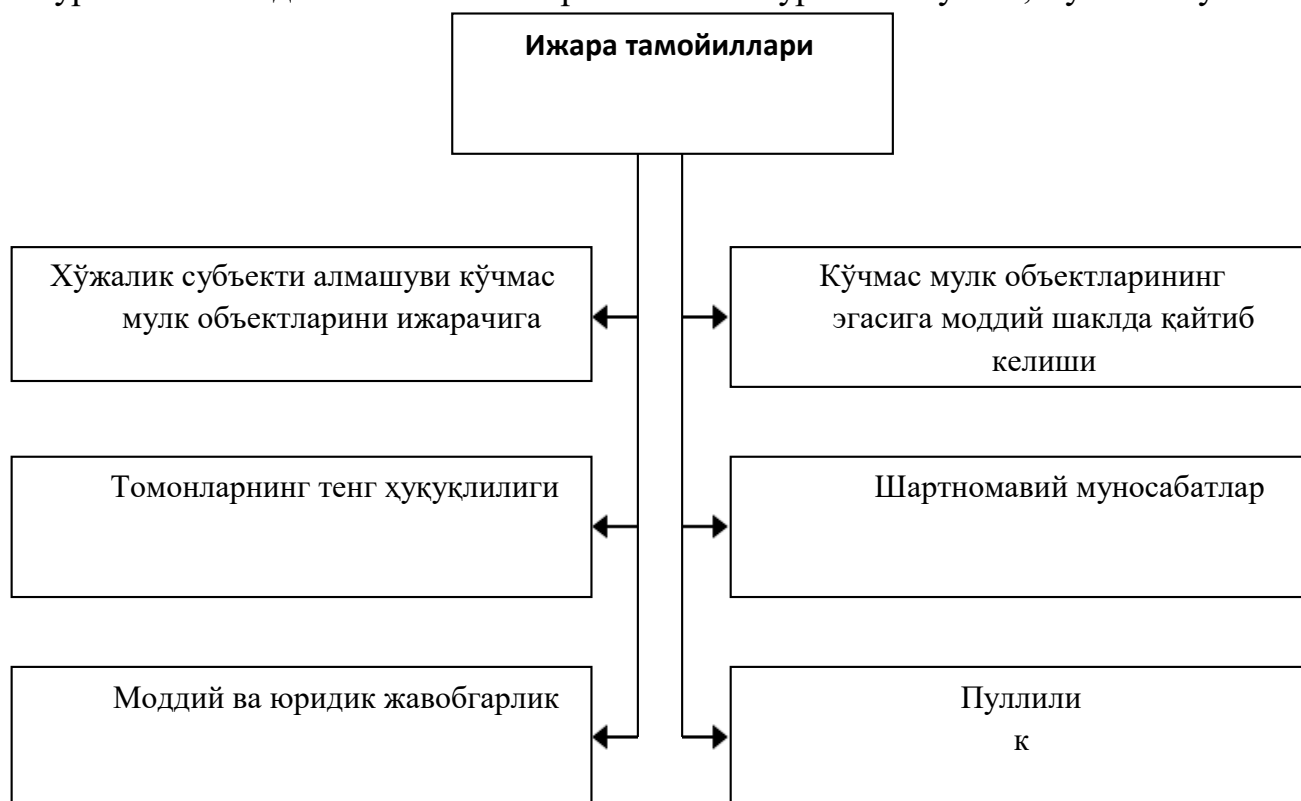 Ижара тамойиллари
Хўжалик субъекти алмашуви кўчмас
мулк объектларини ижарачига
Кўчмас мулк объектларининг
эгасига моддий шаклда қайтиб
келиши
Томонларнинг тенг ҳуқуқлилиги
Шартномавий муносабатлар
Моддий ва юридик жавобгарлик
Пуллили
к